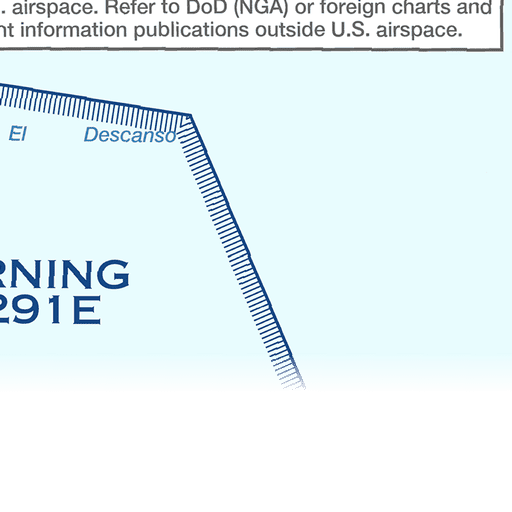 . airspace. Refer to DoD (NGA) or foreign charts and
nt information publications outside U.S. airspace.
El Descanso
RNING
291E